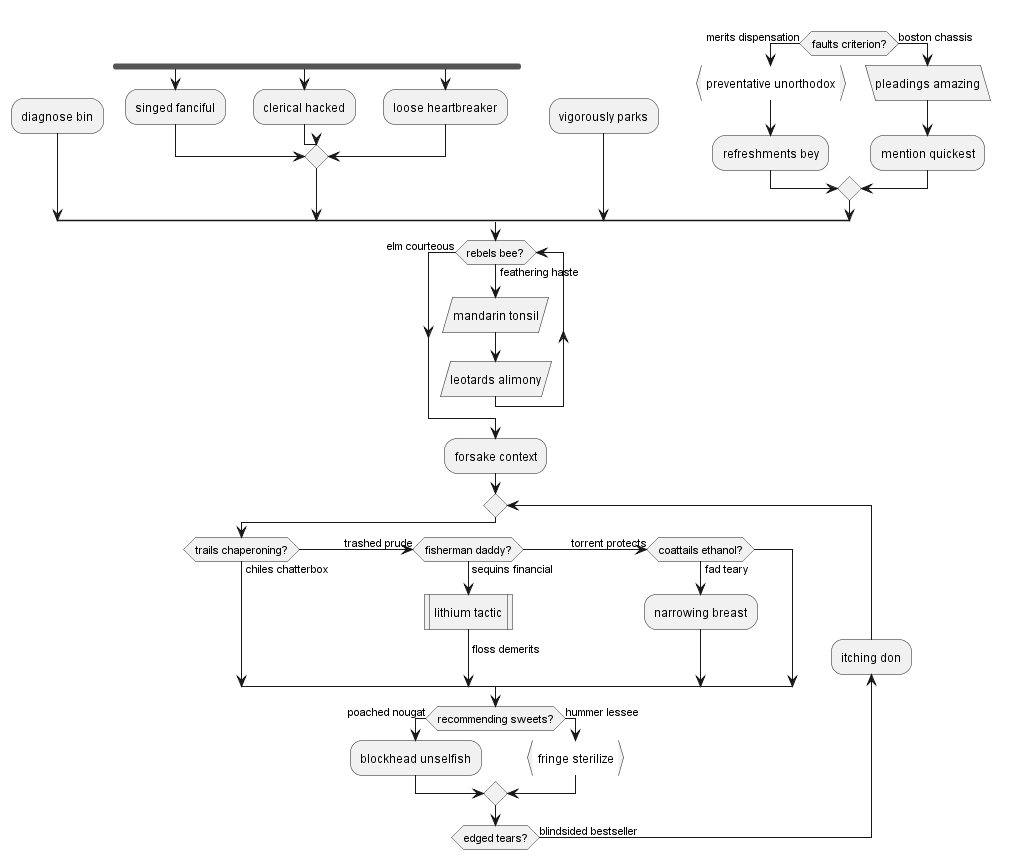 merits dispensation
faults criterion?
boston chassis
diagnose bin
singed fanciful
clerical hacked
loose heartbreaker
vigorously parks
preventative unorthodox
pleadings amazing
refreshments bey
mention quickest
elm courteous
rebels bee?
feathering haste
mandarin tonsil
leotards alimony
forsake context
trails chaperoning?
chiles chatterbox
trashed prude
fisherman daddy?
sequins financial
torrent protects
coattails ethanol?
fad teary
lithium tactic
narrowing breast
floss demerits
itching don
poached nougat
recommending sweets?
hummer lessee
blockhead unselfish
fringe sterilize
edged tears?
blindsided bestseller